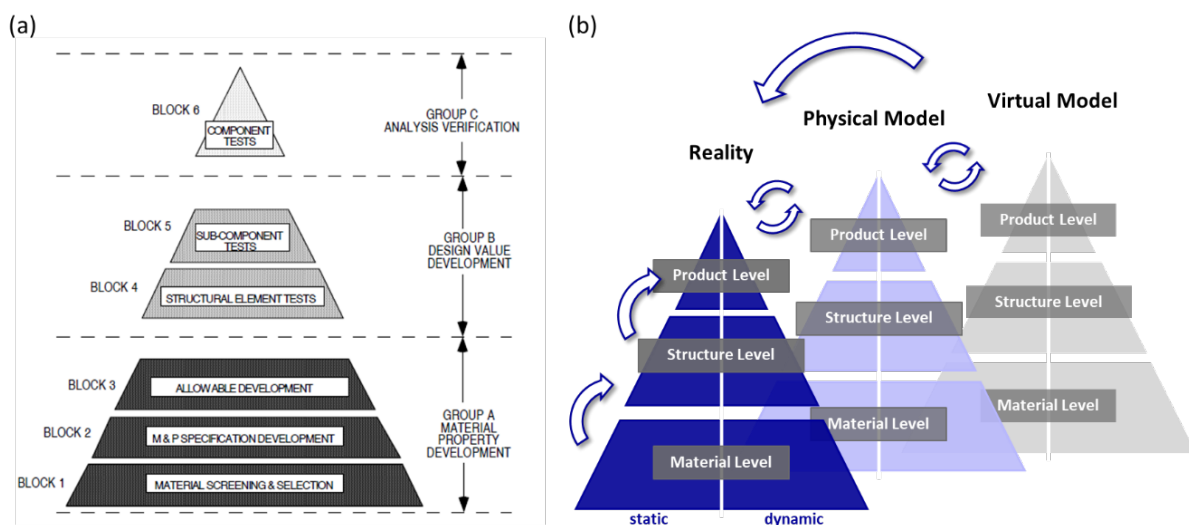 (a)
BLOCK 6
COMPONENT
TESTS
GROUP C
ANALYSIS VERIFICATION
BLOCK 5
SUB-COMPONENT
TESTS
BLOCK 4
STRUCTURAL ELEMENT TESTS
GROUP B
DESIGN VALUE
DEVELOPMENT
BLOCK 3
ALLOWABLE DEVELOPMENT
BLOCK 2
M & P SPECIFICATION DEVELOPMENT
BLOCK 1
MATERIAL SCREENING & SELECTION
GROUP A
MATERIAL
PROPERTY
DEVELOPMENT
(b)
Reality
Physical Model
Virtual Model
Product Level
Structure Level
Material Level
static
dynamic
Product Level
Structure Level
Material Level
Product Level
Structure Level
Material Level